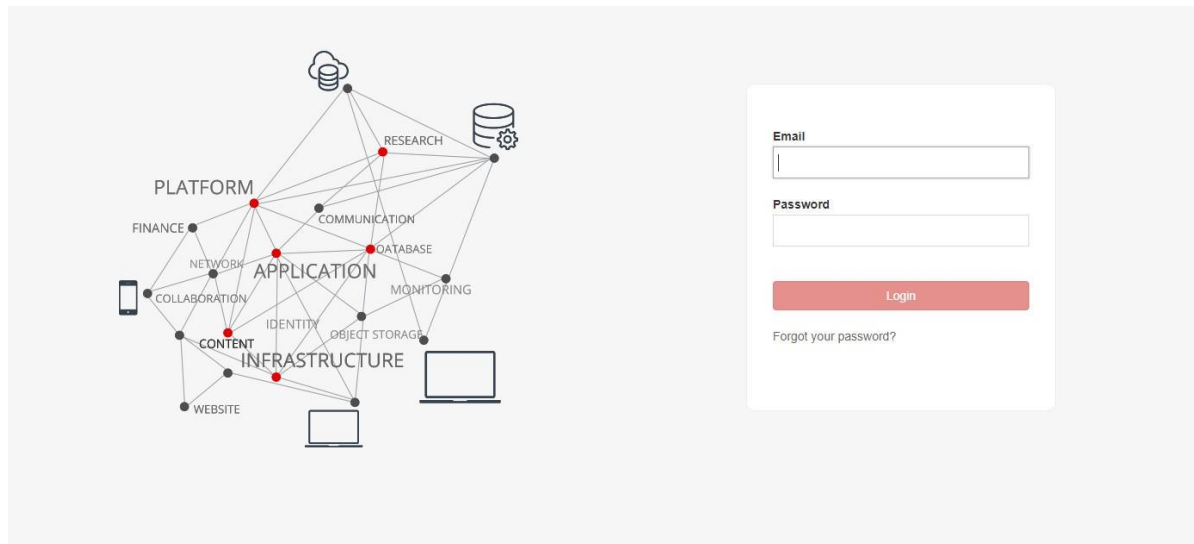 RESEARCH
PLATFORM
COMMUNICATION
FINANCE
DATABASE
NETWORK
APPLICATION
MONITORING
COLLABORATION
IDENTITY
OBJECT STORAGE
CONTENT
INFRASTRUCTURE
WEBSITE
Email
Password
Login
Forgot your password?